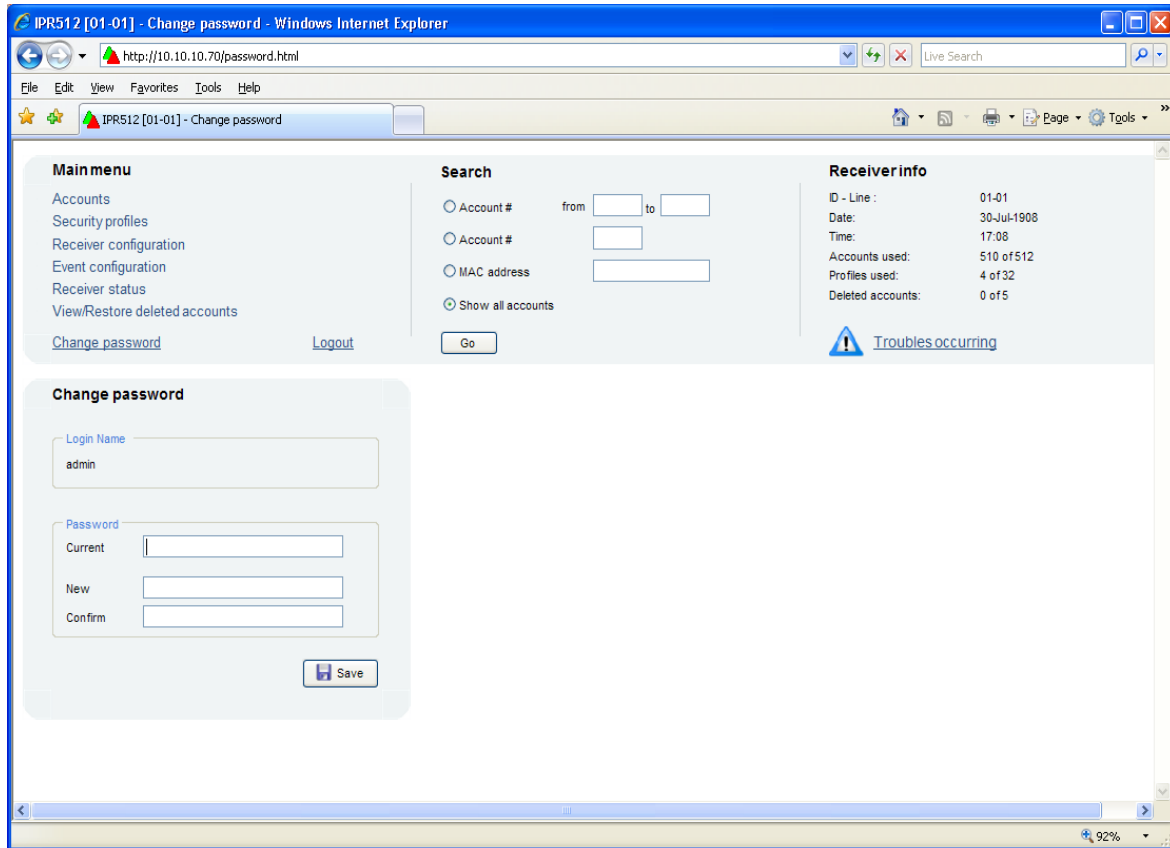 IPR512 [01-01] - Change password - Windows Internet Explorer
http://10.10.10.70/password.html
Live Search
File Edit View Favorites Tools Help
IPR512 [01-01] - Change password
Page Tools
Main menu
Accounts
Security profiles
Receiver configuration
Event configuration
Receiver status
View/Restore deleted accounts
Change password Logout
Search
Account # from to
Account #
MAC address
Show all accounts
Go
Receiver info
ID - Line : 01-01
Date: 30-Jul-1908
Time: 17:08
Accounts used: 510 of 512
Profiles used: 4 of 32
Deleted accounts: 0 of 5
Troubles occurring
Change password
Login Name
admin
Password
Current
New
Confirm
Save
92%